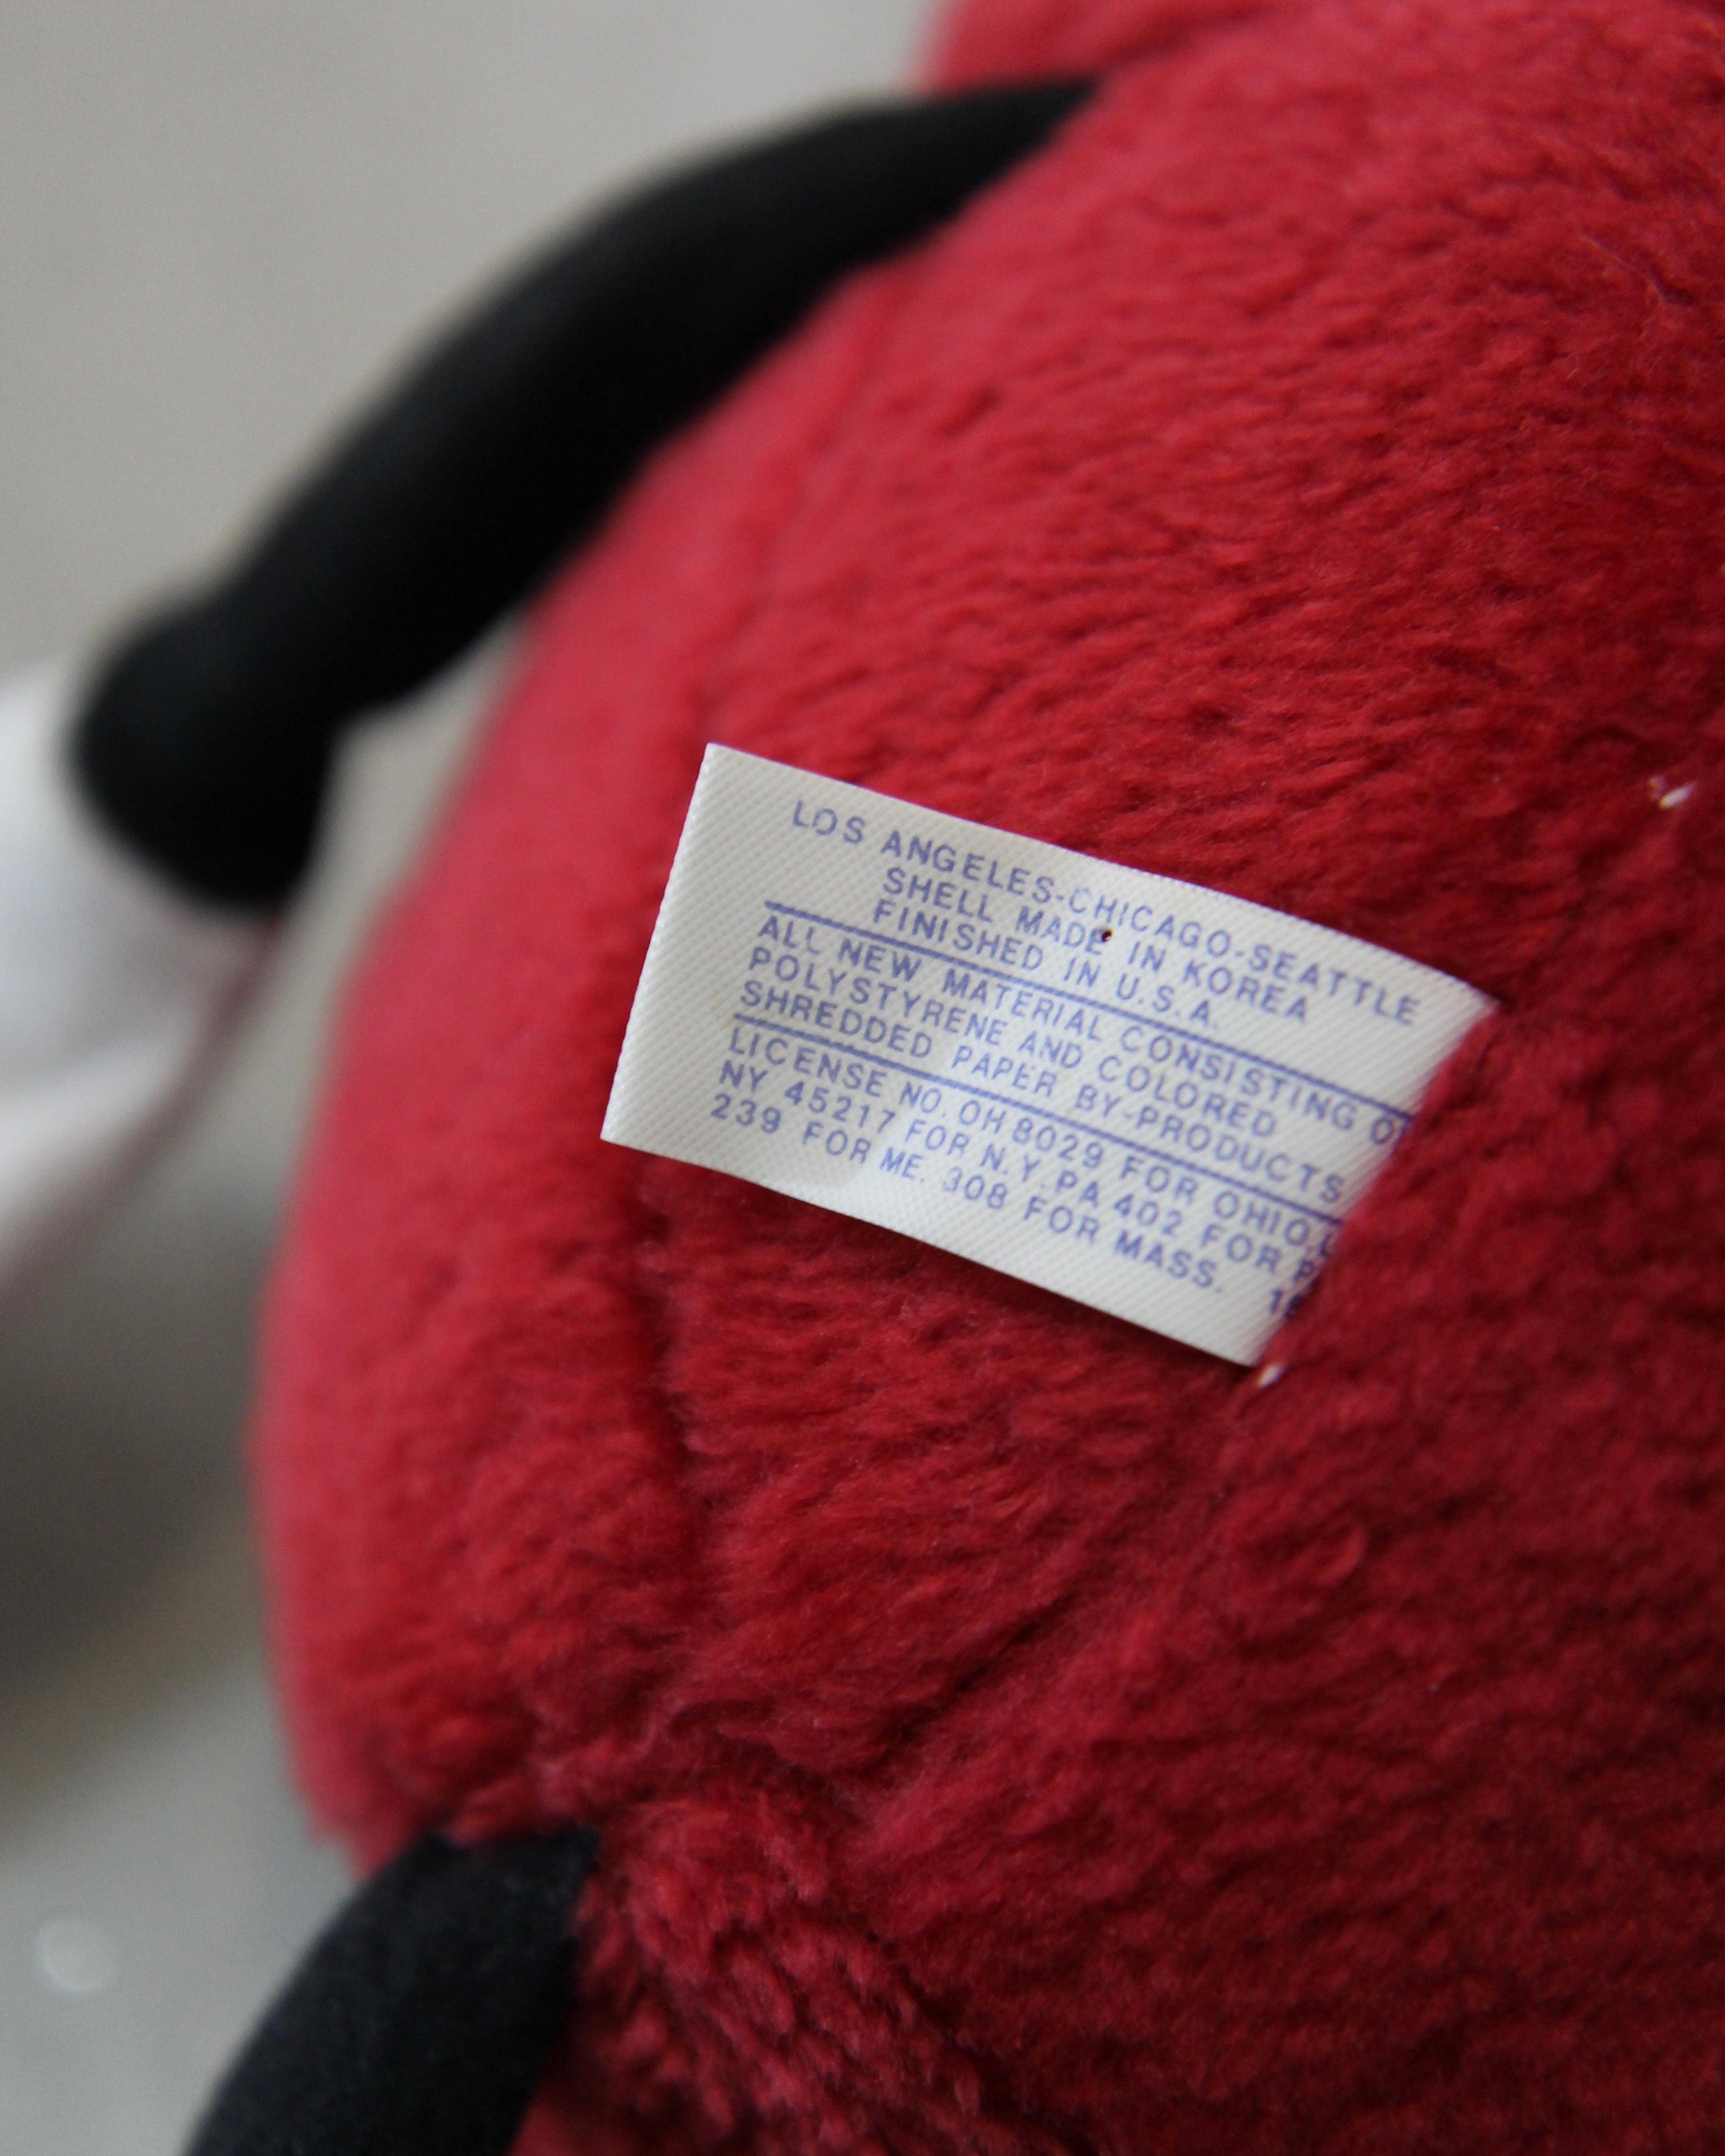 LOS ANGELES-CHICAGO-SEATTLE
SHELL MADE IN KOREA
FINISHED IN U.S.A.
ALL NEW MATERIAL CONSISTING
POLYSTYRENE AND COLORED
SHREDDED PAPER BY-PRODUCTS
LICENSE NO. OH 8029 FOR OHIO,
NY 45217 FOR N.Y. PA 402 FOR
239 FOR ME. 308 FOR MASS.